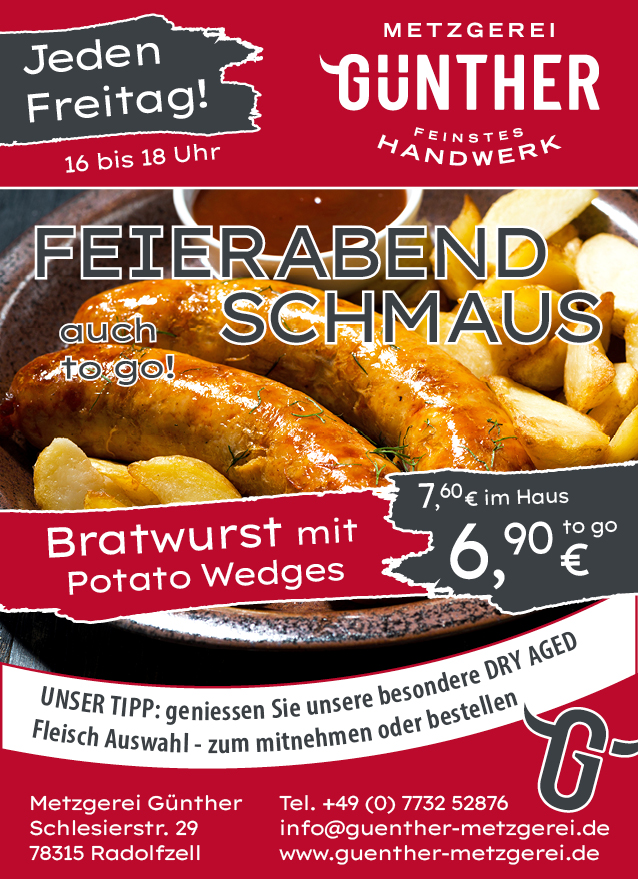 Jeden
Freitag!
16 bis 18 Uhr
METZGEREI
GÜNTHER
FEINSTES
HANDWERK
FEIERABEND
SCHMAUS
auch
to go!
7,60 € im Haus
6,90 € to go
Bratwurst mit
Potato Wedges
UNSER TIPP: geniessen Sie unsere besondere DRY AGED
Fleisch Auswahl - zum mitnehmen oder bestellen
G
Metzgerei Günther
Schlesierstr. 29
78315 Radolfzell
Tel. +49 (0) 7732 52876
info@guenther-metzgerei.de
www.guenther-metzgerei.de